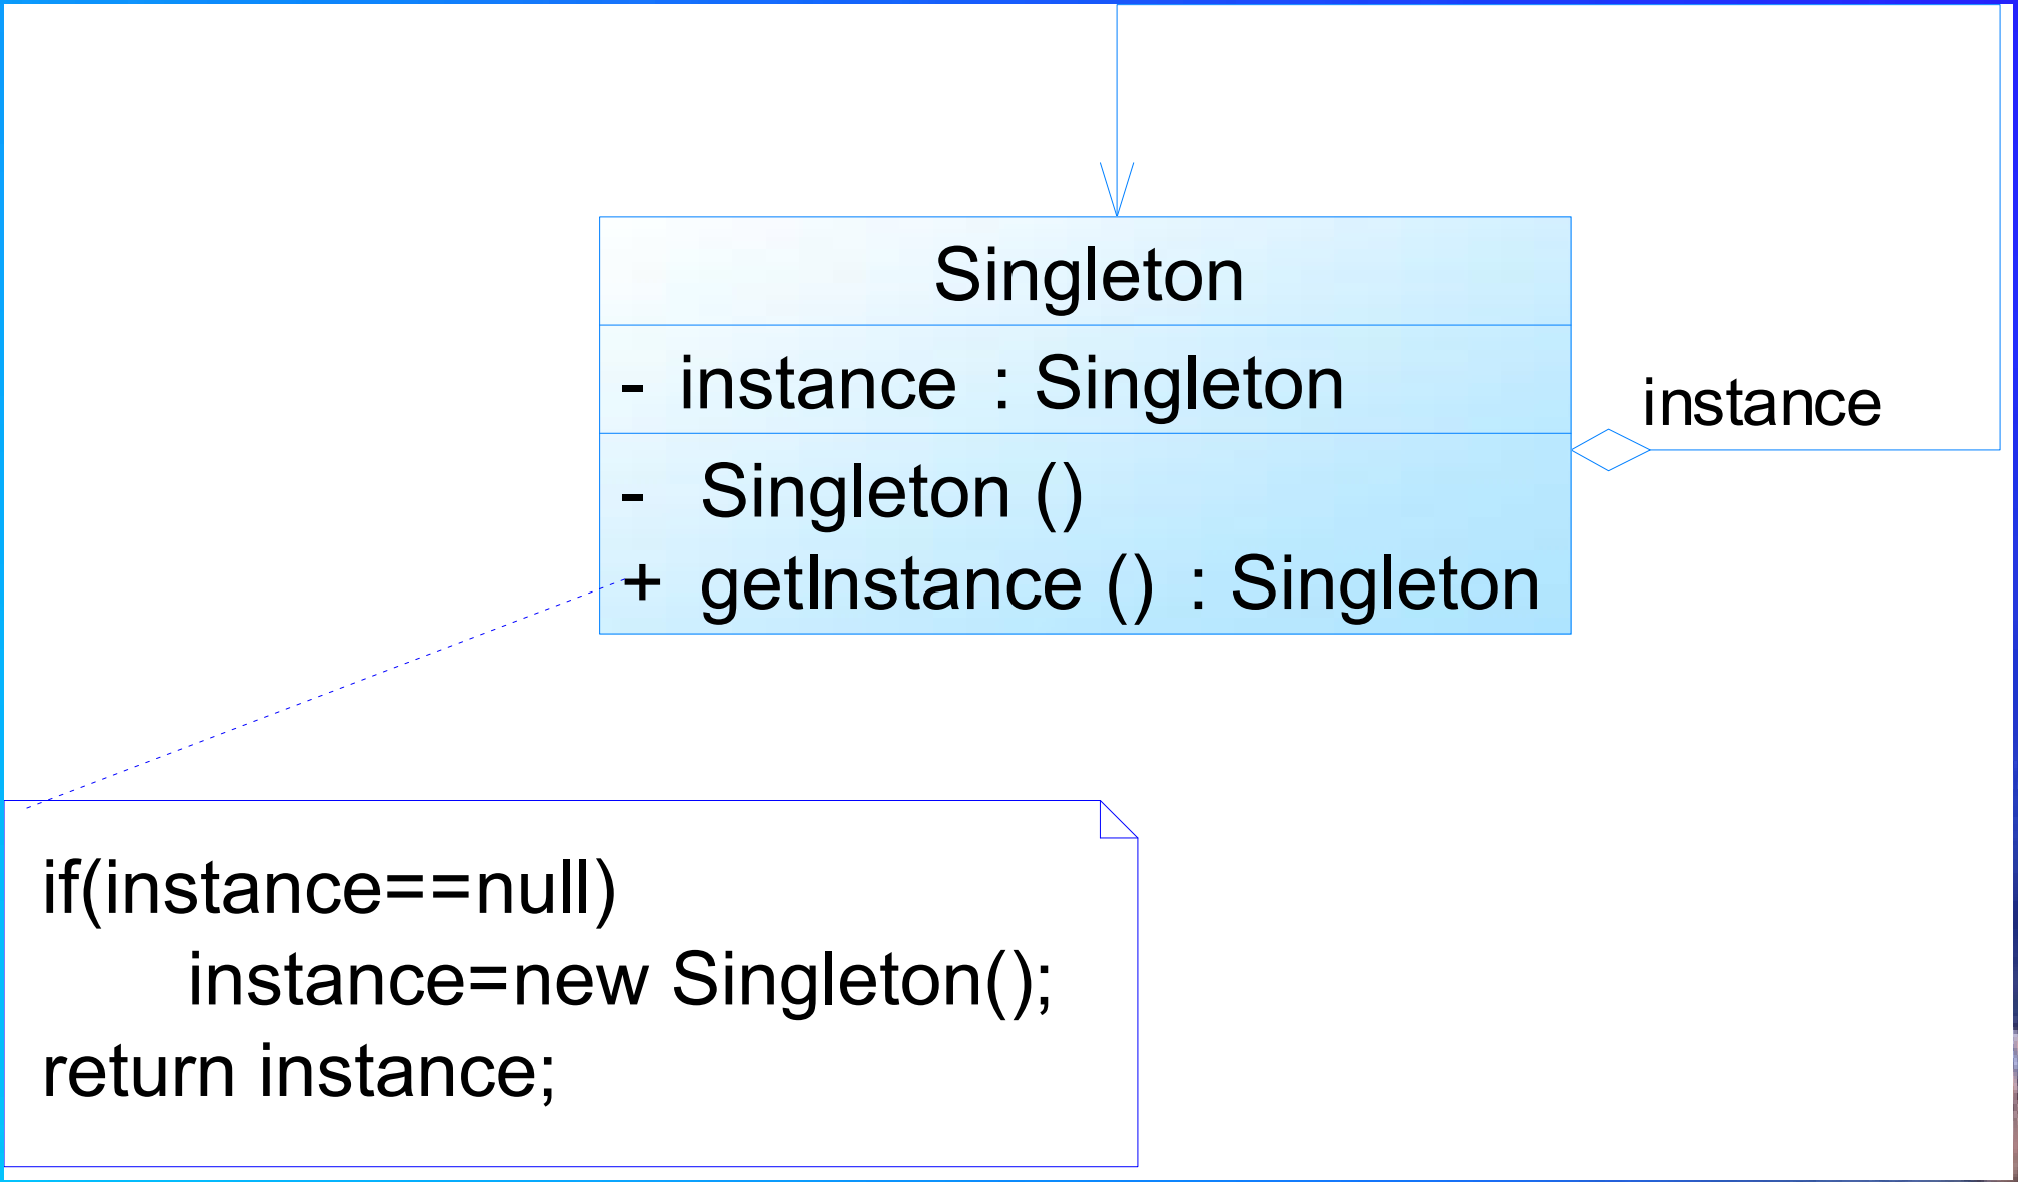 Singleton
- instance : Singleton
instance
- Singleton ()
+ getInstance () : Singleton
if(instance==null)
instance=new Singleton();
return instance;